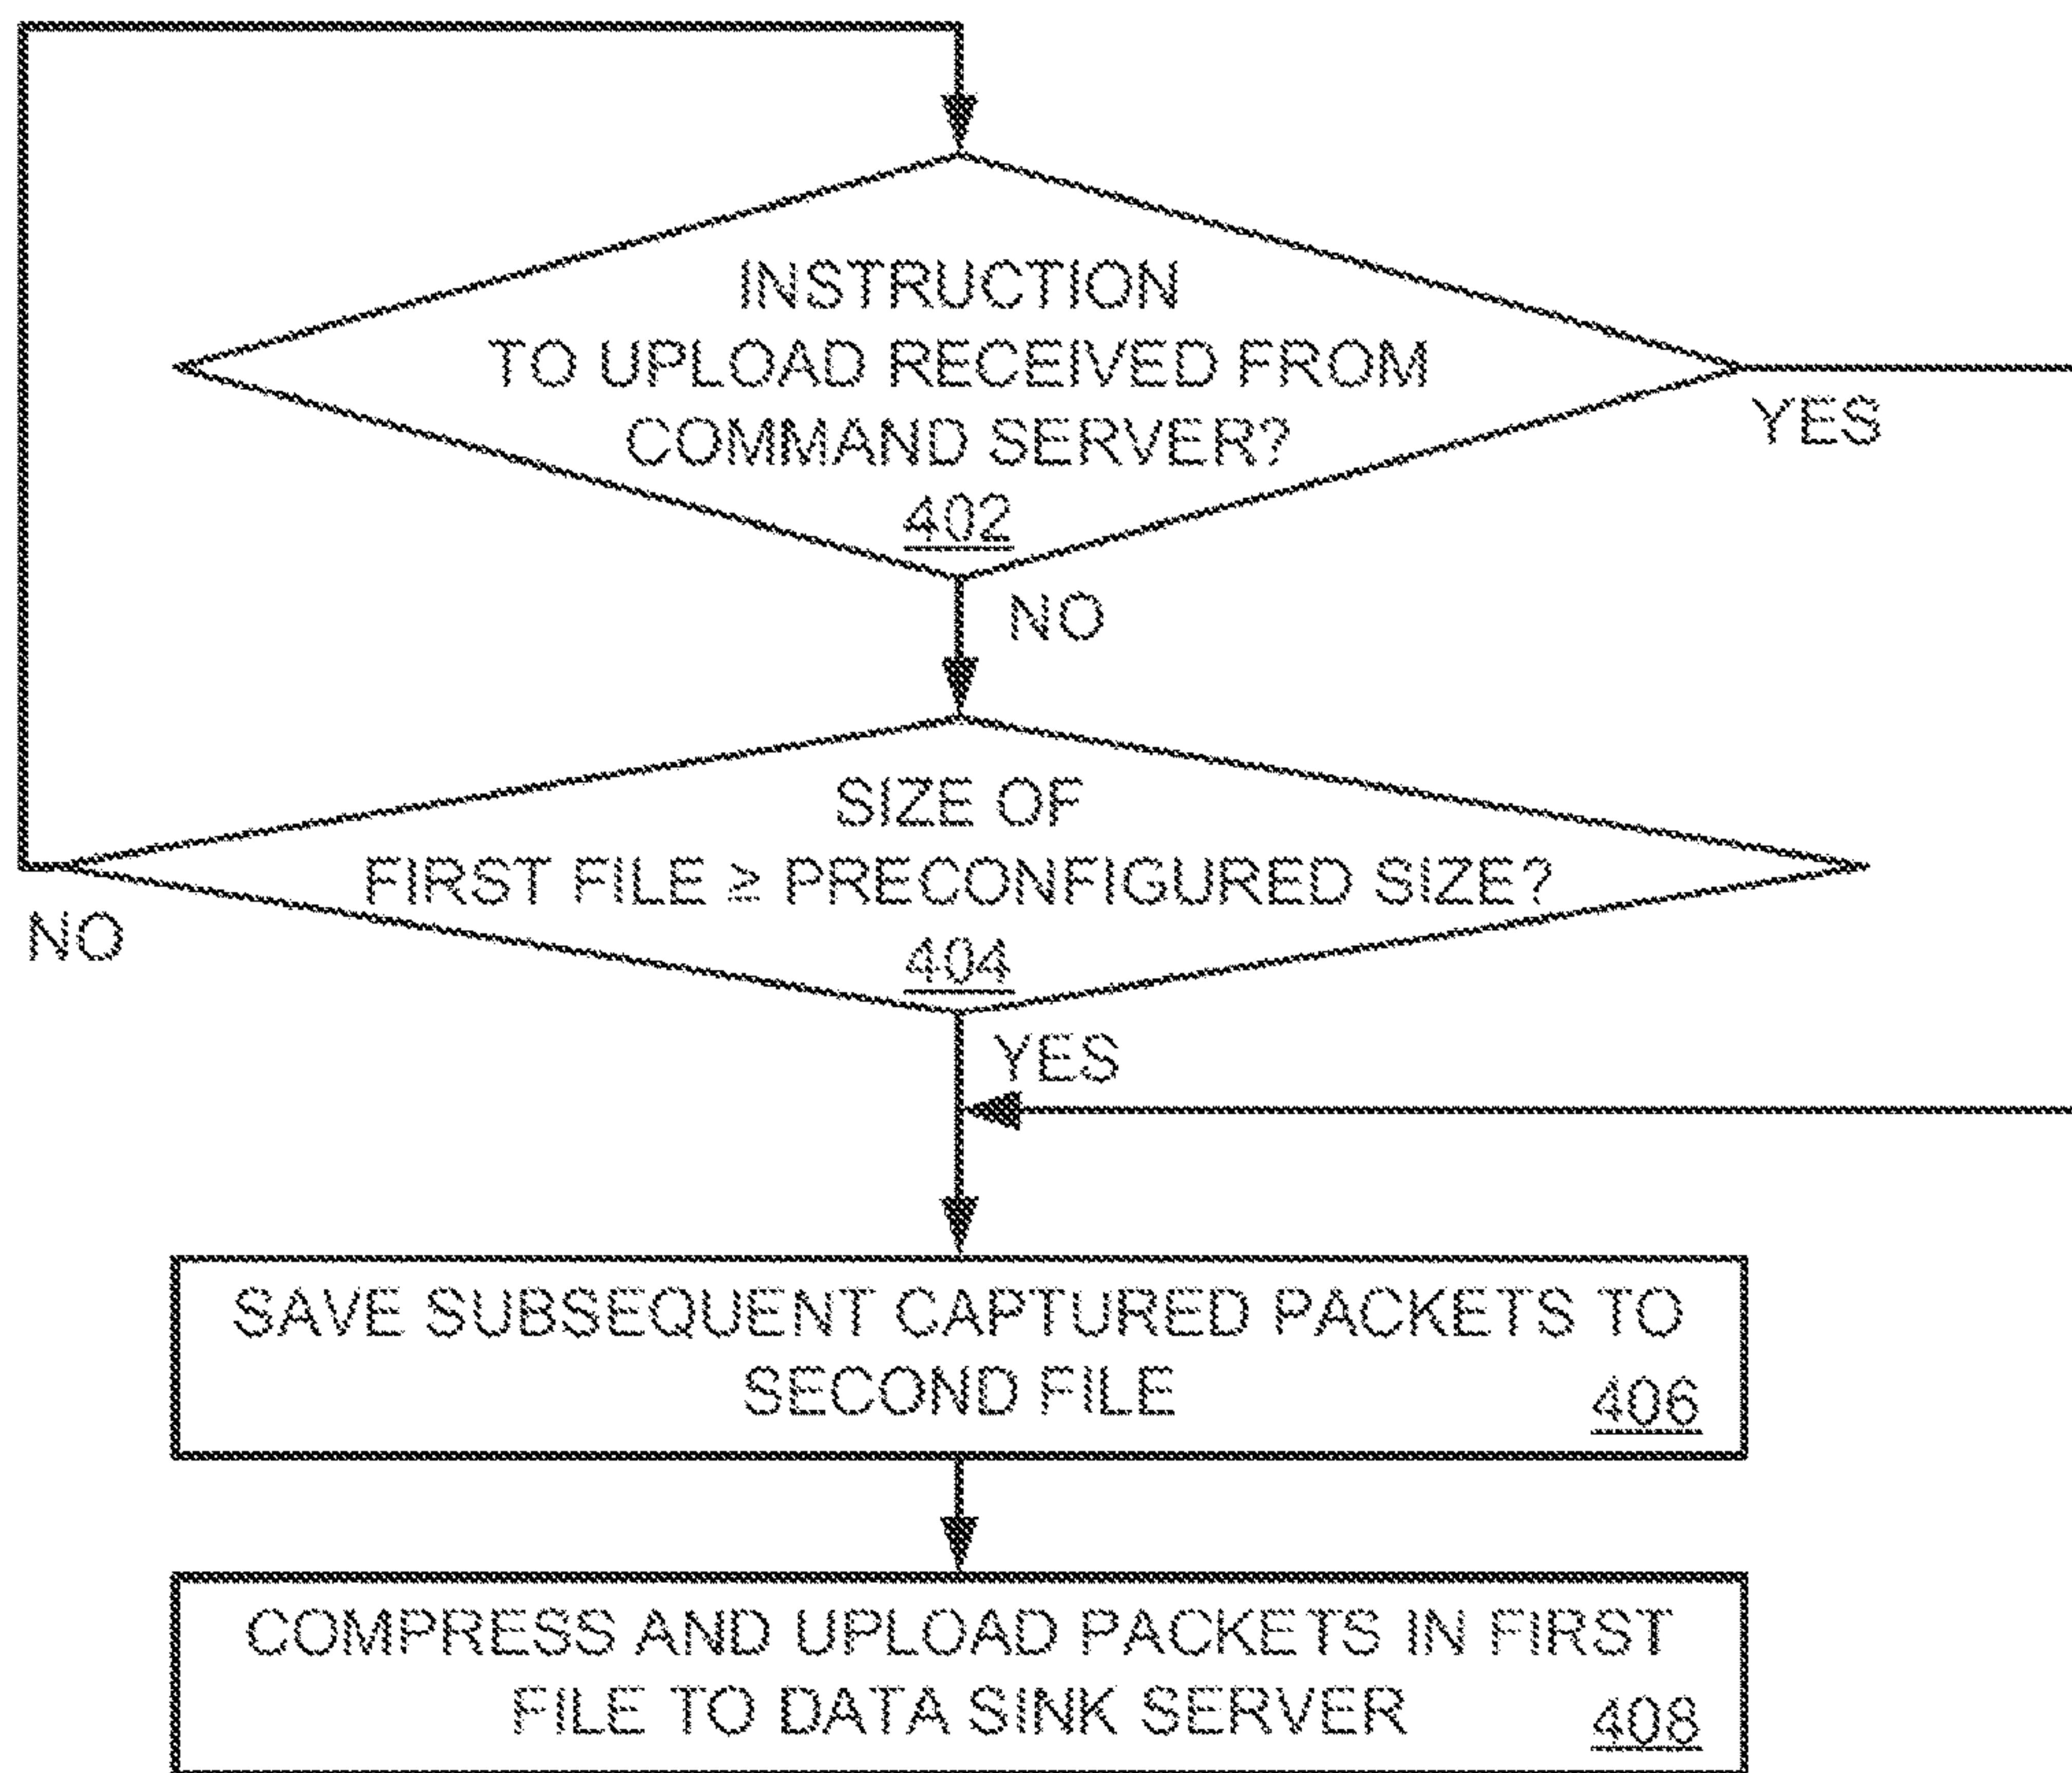 INSTRUCTION
TO UPLOAD RECEIVED FROM
COMMAND SERVER?
402
YES
NO
SIZE OF
FIRST FILE ≥ PRECONFIGURED SIZE?
404
NO
YES
SAVE SUBSEQUENT CAPTURED PACKETS TO
SECOND FILE
406
COMPRESS AND UPLOAD PACKETS IN FIRST
FILE TO DATA SINK SERVER
408